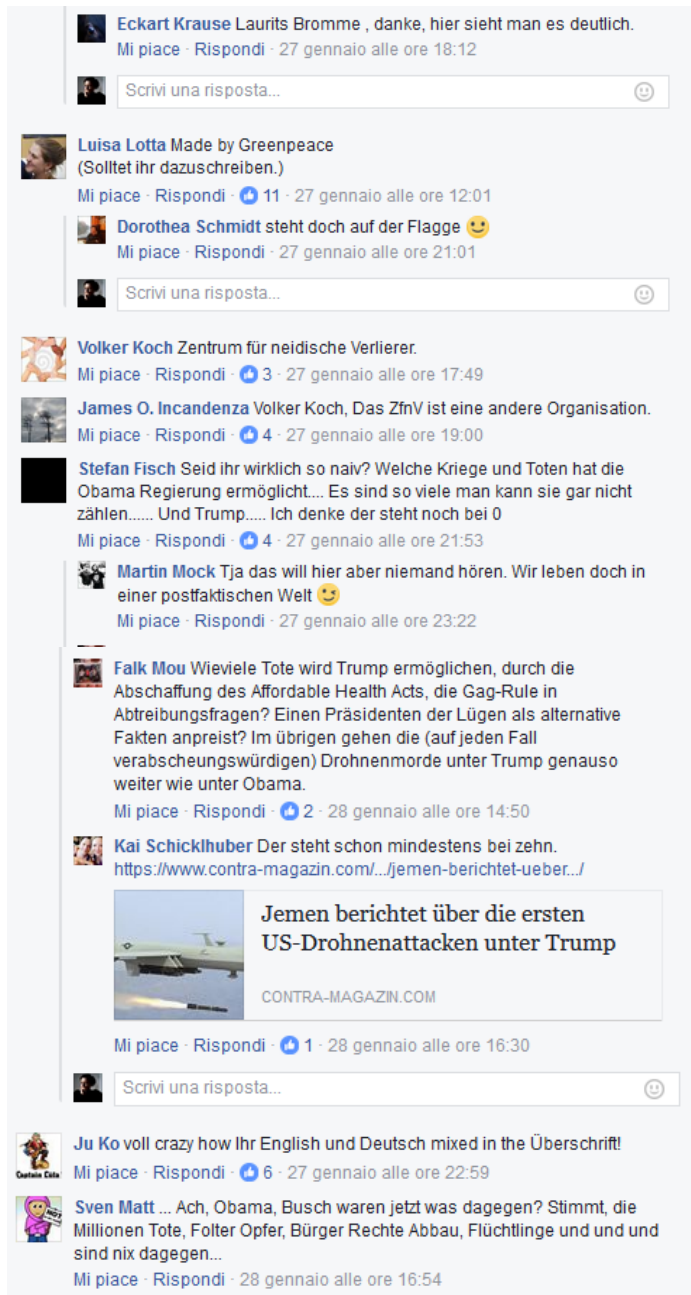 Eckart Krause Laurits Bromme , danke, hier sieht man es deutlich.
Mi piace · Rispondi · 27 gennaio alle ore 18:12
Scrivi una risposta...
Luisa Lotta Made by Greenpeace
(Solltet ihr dazuschreiben.)
Mi piace · Rispondi · 11 · 27 gennaio alle ore 12:01
Dorothea Schmidt steht doch auf der Flagge
Mi piace · Rispondi · 27 gennaio alle ore 21:01
Scrivi una risposta...
Volker Koch Zentrum für neidische Verlierer.
Mi piace · Rispondi · 3 · 27 gennaio alle ore 17:49
James O. Incandenza Volker Koch, Das ZfnV ist eine andere Organisation.
Mi piace · Rispondi · 4 · 27 gennaio alle ore 19:00
Stefan Fisch Seid ihr wirklich so naiv? Welche Kriege und Toten hat die
Obama Regierung ermöglicht.... Es sind so viele man kann sie gar nicht
zählen...... Und Trump..... Ich denke der steht noch bei 0
Mi piace · Rispondi · 4 · 27 gennaio alle ore 21:53
Martin Mock Tja das will hier aber niemand hören. Wir leben doch in
einer postfaktischen Welt
Mi piace · Rispondi · 27 gennaio alle ore 23:22
Falk Mou Wieviele Tote wird Trump ermöglichen, durch die
Abschaffung des Affordable Health Acts, die Gag-Rule in
Abtreibungsfragen? Einen Präsidenten der Lügen als alternative
Fakten anpreist? Im übrigen gehen die (auf jeden Fall
verabscheungswürdigen) Drohnenmorde unter Trump genauso
weiter wie unter Obama.
Mi piace · Rispondi · 2 · 28 gennaio alle ore 14:50
Kai Schicklhuber Der steht schon mindestens bei zehn.
https://www.contra-magazin.com/.../jemen-berichtet-ueber.../
Jemen berichtet über die ersten
US-Drohnenattacken unter Trump
CONTRA-MAGAZIN.COM
Mi piace · Rispondi · 1 · 28 gennaio alle ore 16:30
Scrivi una risposta...
Ju Ko voll crazy how Ihr English und Deutsch mixed in the Überschrift!
Captain Cola
Mi piace · Rispondi · 6 · 27 gennaio alle ore 22:59
Sven Matt ... Ach, Obama, Busch waren jetzt was dagegen? Stimmt, die
NOT
Millionen Tote, Folter Opfer, Bürger Rechte Abbau, Flüchtlinge und und und
sind nix dagegen...
Mi piace · Rispondi · 28 gennaio alle ore 16:54